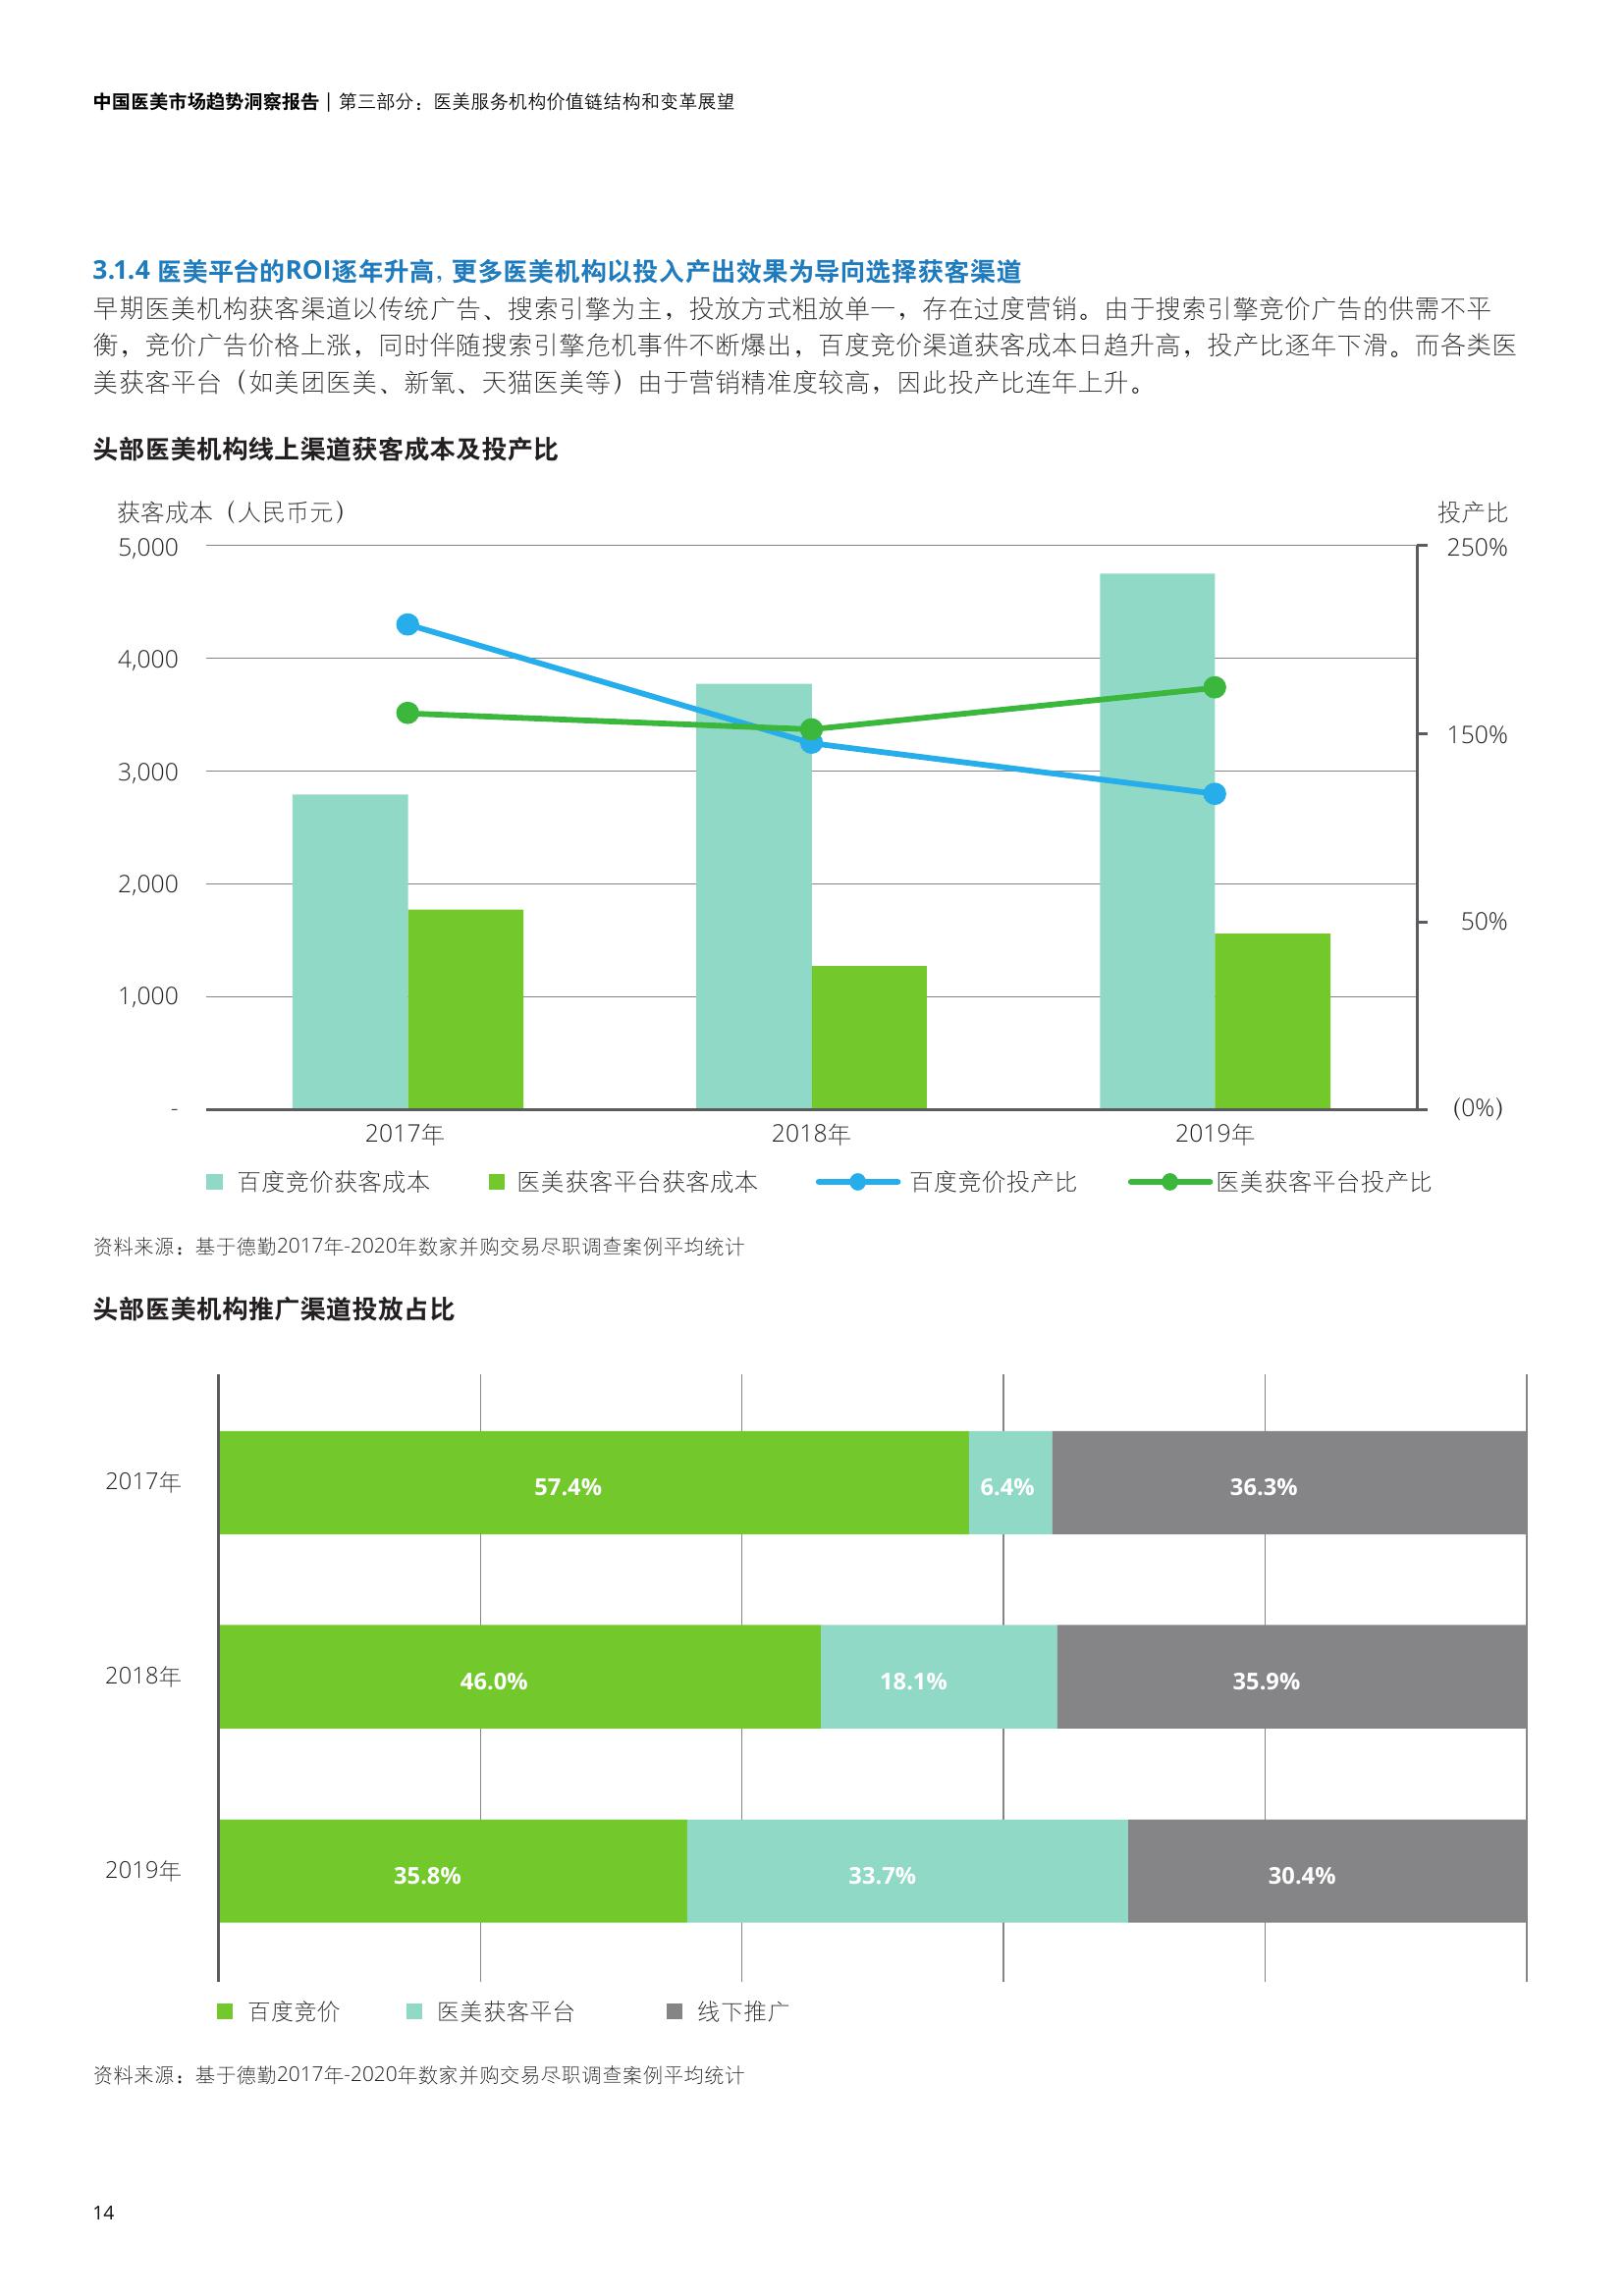 中国医美市场趋势洞察报告 | 第三部分：医美服务机构价值链结构和变革展望
3.1.4 医美平台的ROI逐年升高，更多医美机构以投入产出效果为导向选择获客渠道
早期医美机构获客渠道以传统广告、搜索引擎为主，投放方式粗放单一，存在过度营销。由于搜索引擎竞价广告的供需不平
衡，竞价广告价格上涨，同时伴随搜索引擎危机事件不断爆出，百度竞价渠道获客成本日趋升高，投产比逐年下滑。而各类医
美获客平台（如美团医美、新氧、天猫医美等）由于营销精准度较高，因此投产比连年上升。
头部医美机构线上渠道获客成本及投产比
获客成本（人民币元） 投产比
5,000 250%
4,000
150%
3,000
2,000
50%
1,000
- (0%)
2017年 2018年 2019年
百度竞价获客成本 医美获客平台获客成本 百度竞价投产比 医美获客平台投产比
资料来源：基于德勤2017年-2020年数家并购交易尽职调查案例平均统计
头部医美机构推广渠道投放占比
2017年 57.4% 6.4% 36.3%
2018年 46.0% 18.1% 35.9%
2019年 35.8% 33.7% 30.4%
百度竞价 医美获客平台 线下推广
资料来源：基于德勤2017年-2020年数家并购交易尽职调查案例平均统计
14